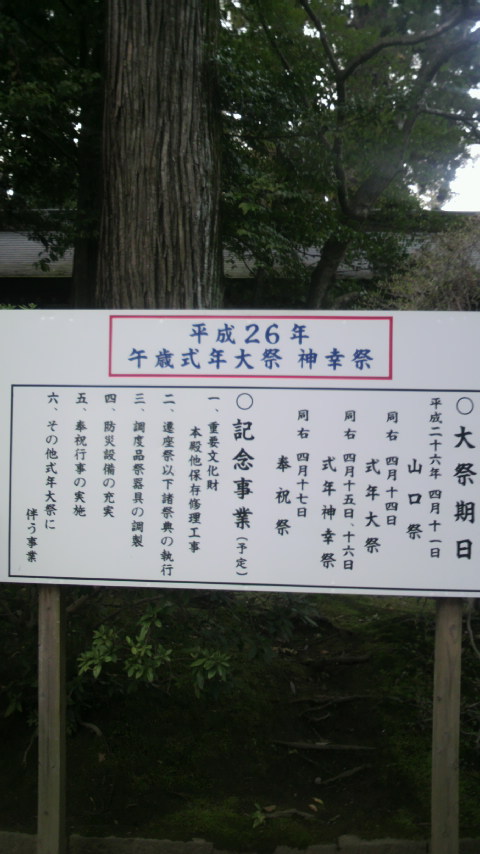 平成26年
午歳式年大祭 神幸祭
〇大祭期日
平成二十六年 四月十一日
山口祭
同右 四月十四日
式年大祭
同右 四月十五日、十六日
式年神幸祭
同右 四月十七日
奉祝祭
〇記念事業(予定)
一、重要文化財
本殿他保存修理工事
二、遷座祭以下諸祭典の執行
三、調度品祭器具の調製
四、防災設備の充実
五、奉祝行事の実施
六、その他式年大祭に
伴う事業